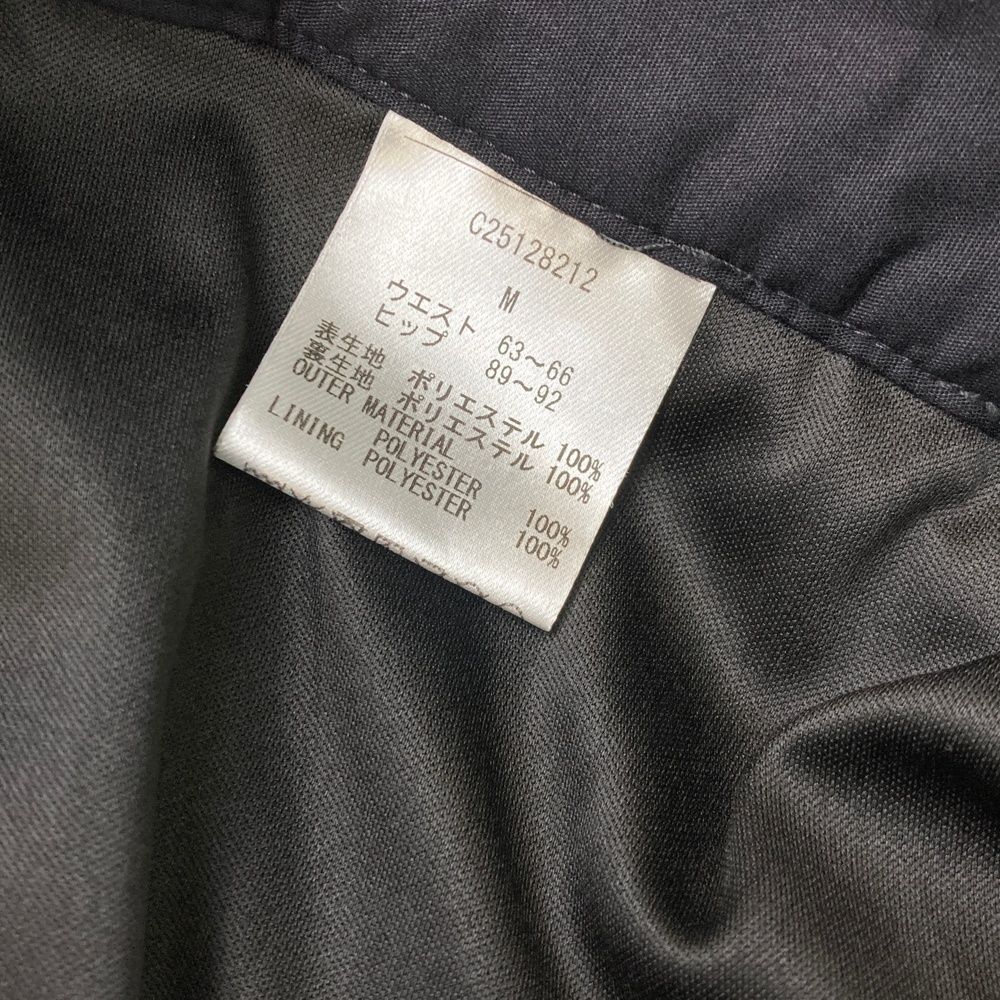 C25128212
M
ウエスト 63～66
ヒップ 89～92
表生地 ポリエステル 100%
裏生地 ポリエステル 100%
OUTER MATERIAL
POLYESTER 100%
LINING POLYESTER 100%